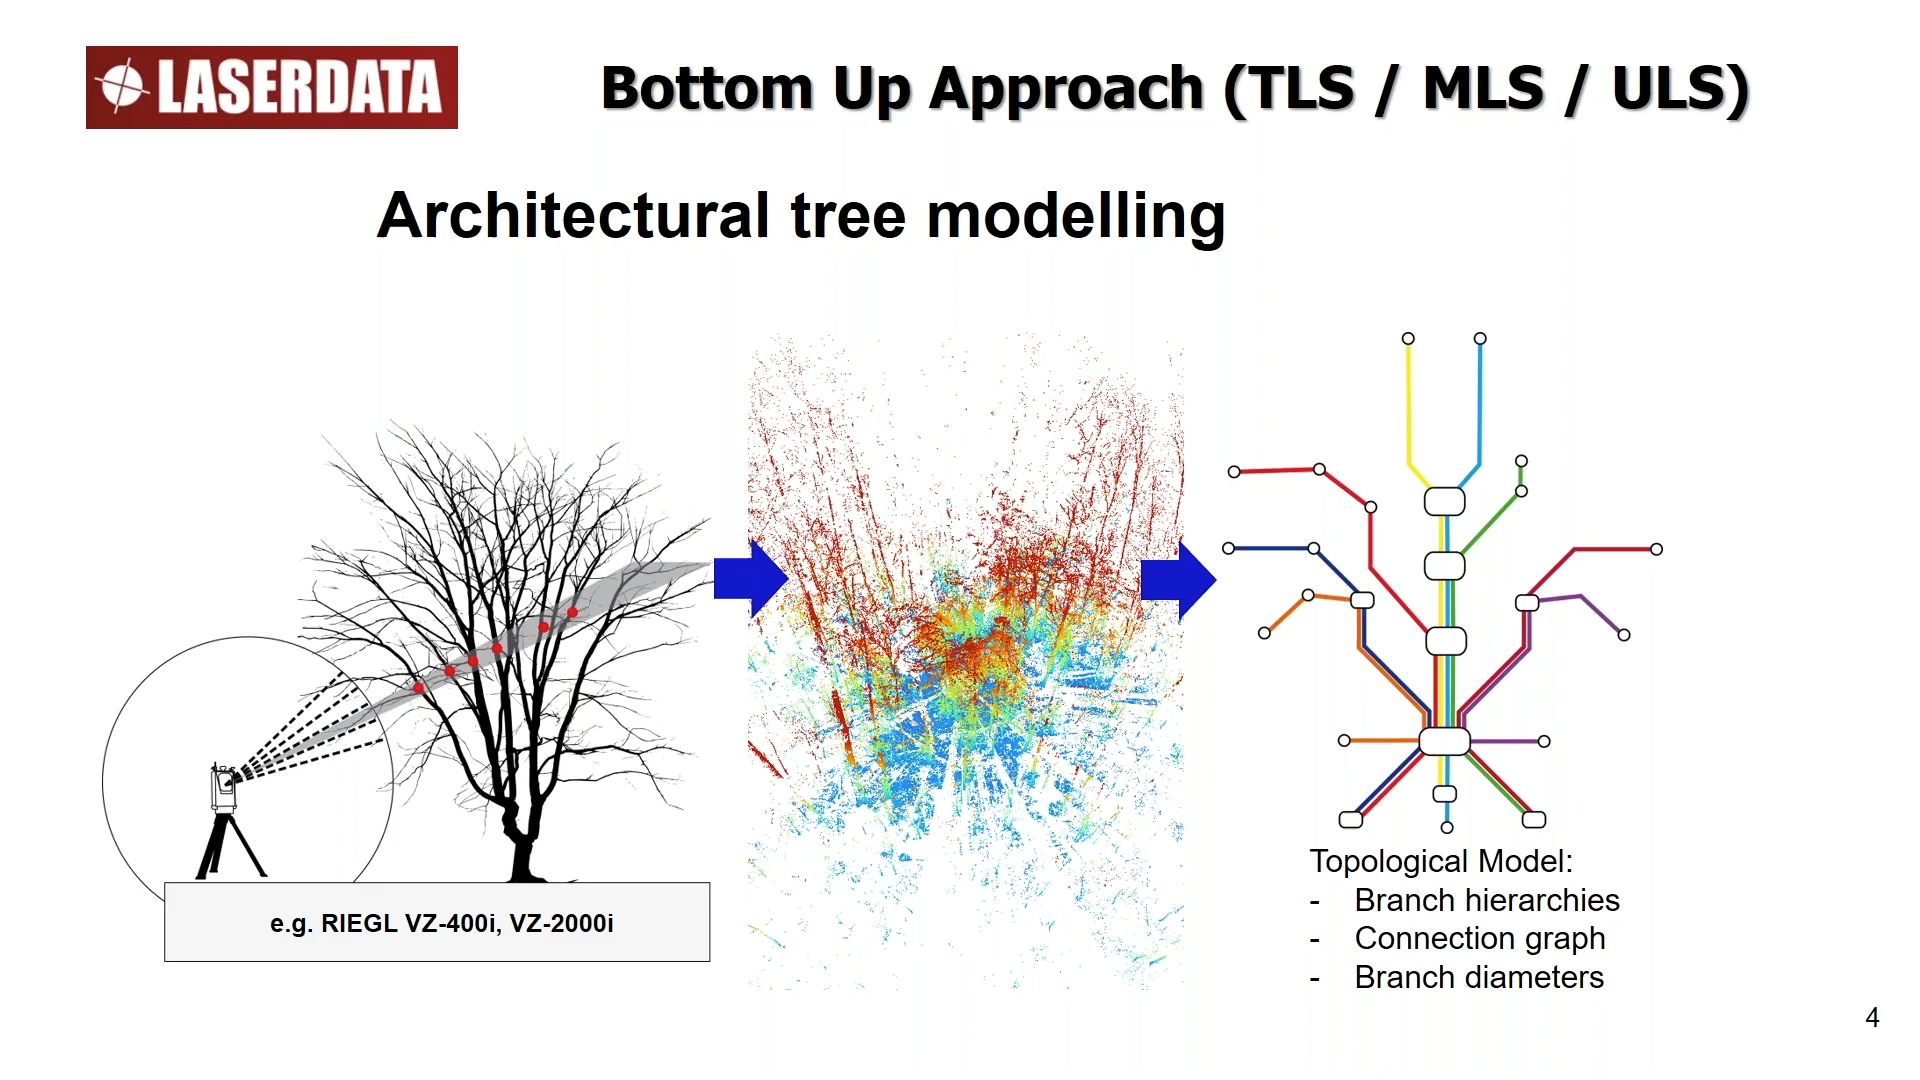 LASERDATA
Bottom Up Approach (TLS / MLS / ULS)
Architectural tree modelling
e.g. RIEGL VZ-400i, VZ-2000i
Topological Model:
- Branch hierarchies
- Connection graph
- Branch diameters
4